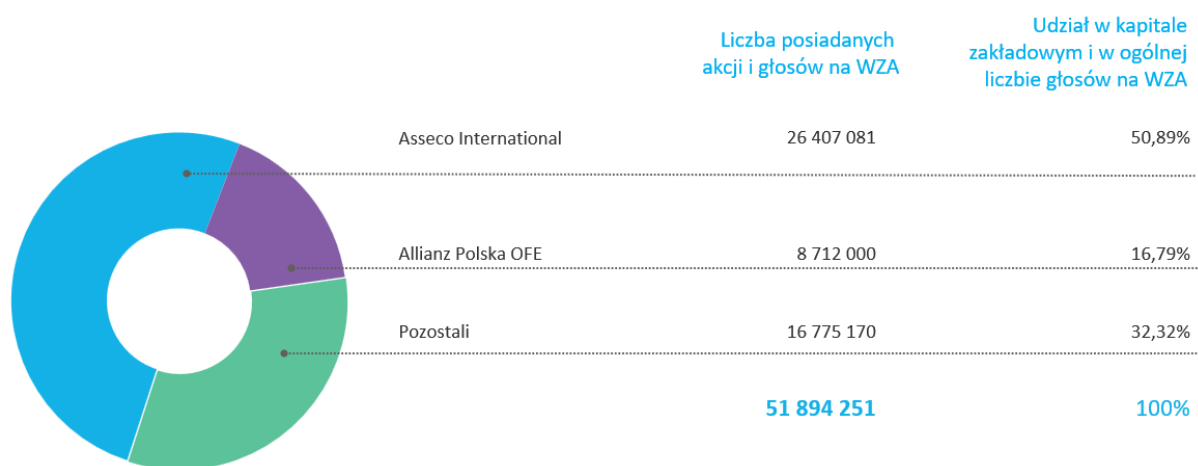 Liczba posiadanych
akcji i głosów na WZA
Udział w kapitale
zakładowym i w ogólnej
liczbie głosów na WZA
Asseco International 26 407 081 50,89%
Allianz Polska OFE 8 712 000 16,79%
Pozostali 16 775 170 32,32%
51 894 251 100%